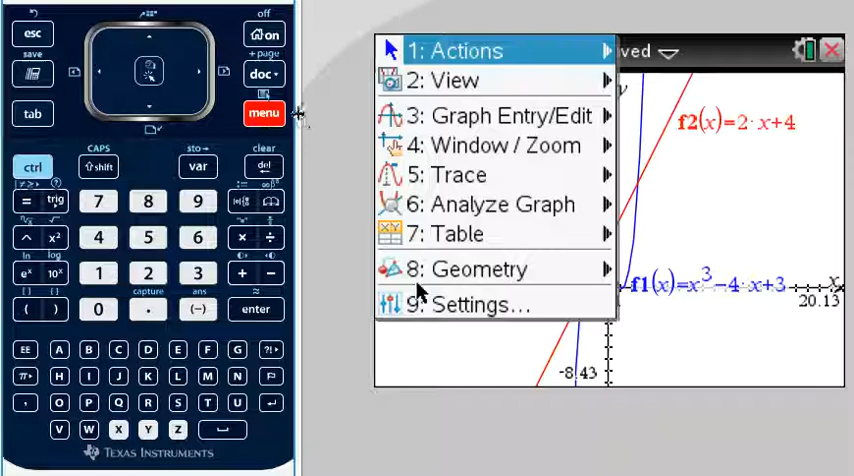 off
esc
on
save
+page
doc▾
tab
menu
CAPS
sto→
clear
ctrl
⇧shift
var
del
= trig 7 8 9
^ x² 4 5 6 × ÷
ln log
eˣ 10ˣ 1 2 3 + −
[ ] { } capture ans ≈
( ) 0 . (−) enter
EE A B C D E F G ?!▸
π▸ H I J K L M N
, O P Q R S T U ↵
V W X Y Z
TEXAS INSTRUMENTS
1: Actions
2: View
3: Graph Entry/Edit
4: Window / Zoom
5: Trace
6: Analyze Graph
7: Table
8: Geometry
9: Settings...
ved
y
f2(x)=2·x+4
f1(x)=x³−4·x+3
x
20.13
-8.43